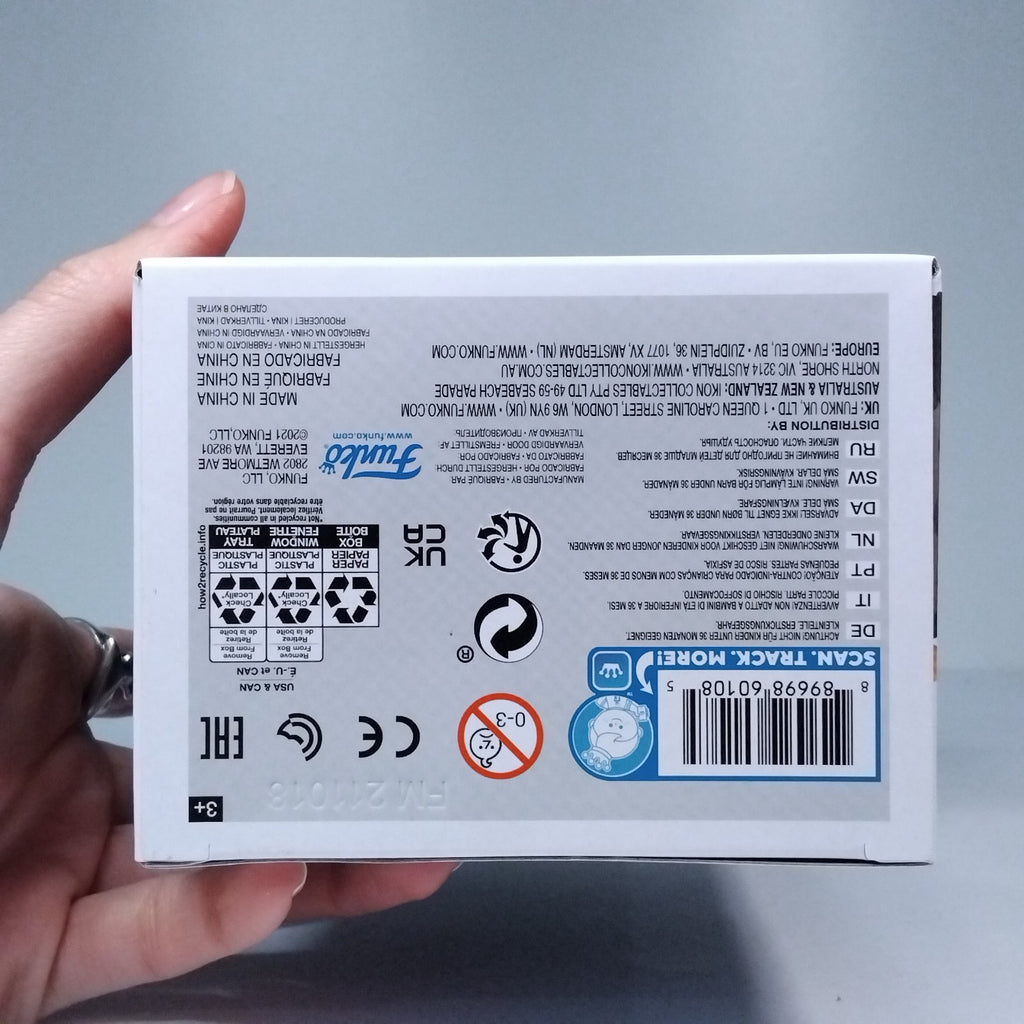 3+
FM 211018
8 89698 60108 5
SCAN. TRACK. MORE!
™
0-3
CE
EAC
USA & CAN
É.-U. et CAN
Remove From Box
Retirez de la boîte
Remove From Box
Retirez de la boîte
Check Locally*
Check Locally*
PAPER
PAPIER
BOX
BOÎTE
PLASTIC
PLASTIQUE
WINDOW
FENÊTRE
PLASTIC
PLASTIQUE
TRAY
PLATEAU
how2recycle.info
*Not recycled in all communities.
Vérifiez localement. Pourrait ne pas
être recyclable dans votre région.
®
UK
CA
DE ACHTUNG: NICHT FÜR KINDER UNTER 36 MONATEN GEEIGNET.
KLEINTEILE. ERSTICKUNGSGEFAHR.
IT AVVERTENZA: NON ADATTO A BAMBINI DI ETÀ INFERIORE A 36 MESI.
PICCOLE PARTI. RISCHIO DI SOFFOCAMENTO.
PT ATENÇÃO: CONTRA-INDICADO PARA CRIANÇAS COM MENOS DE 36 MESES.
PEQUENAS PARTES. RISCO DE ASFIXIA.
NL WAARSCHUWING: NIET GESCHIKT VOOR KINDEREN JONGER DAN 36 MAANDEN.
KLEINE ONDERDELEN. VERSTIKKINGSGEVAAR.
DA ADVARSEL: IKKE EGNET TIL BØRN UNDER 36 MÅNEDER.
SMÅ DELE. KVÆLNINGSFARE.
SW VARNING: INTE LÄMPLIG FÖR BARN UNDER 36 MÅNADER.
SMÅ DELAR. KVÄVNINGSRISK.
RU ВНИМАНИЕ: НЕ ПРИГОДНО ДЛЯ ДЕТЕЙ МЛАДШЕ 36 МЕСЯЦЕВ.
МЕЛКИЕ ЧАСТИ. ОПАСНОСТЬ УДУШЬЯ.
MANUFACTURED BY • FABRIQUÉ PAR
FABRICADO POR • HERGESTELLT DURCH:
FABBRICATO DA • FABRICADO POR:
VERVAARDIGD DOOR • FREMSTILLET AF
TILLVERKAD AV • ПРОИЗВОДИТЕЛЬ:
Funko®
www.funko.com
FUNKO, LLC
2802 WETMORE AVE
EVERETT, WA 98201
©2021 FUNKO,LLC
DISTRIBUTION BY:
UK: FUNKO UK, LTD • 1 QUEEN CAROLINE STREET, LONDON, W6 9YN (UK) • WWW.FUNKO.COM
AUSTRALIA & NEW ZEALAND: IKON COLLECTABLES PTY LTD 49-59 SEABEACH PARADE
NORTH SHORE, VIC 3214 AUSTRALIA • WWW.IKONCOLLECTABLES.COM.AU
EUROPE: FUNKO EU, BV • ZUIDPLEIN 36, 1077 XV, AMSTERDAM (NL) • WWW.FUNKO.COM
MADE IN CHINA
FABRIQUÉ EN CHINE
FABRICADO EN CHINA
HERGESTELLT IN CHINA • FABBRICATO IN CHINA
FABRICADO NA CHINA • VERVAARDIGD IN CHINA
PRODUCERET I KINA • TILLVERKAD I KINA
СДЕЛАНО В КИТАЕ